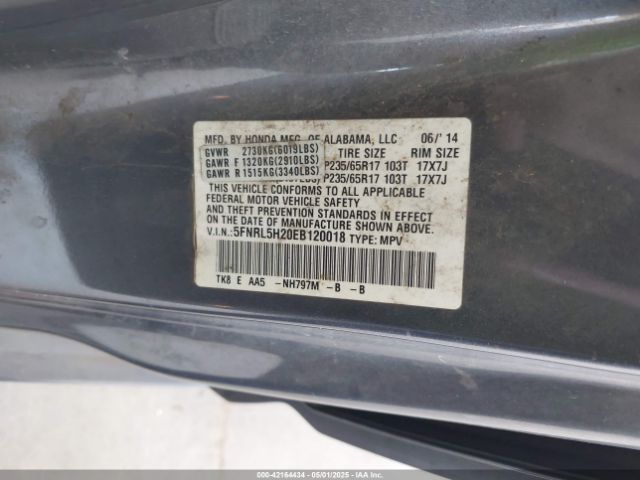 MFD. BY HONDA MFG. OF ALABAMA, LLC 06/'14
GVWR 2730KG(6019LBS) TIRE SIZE RIM SIZE
GAWR F 1320KG(2910LBS) P235/65R17 103T 17X7J
GAWR R 1515KG(3340LBS) P235/65R17 103T 17X7J
THIS VEHICLE CONFORMS TO ALL APPLICABLE
FEDERAL MOTOR VEHICLE SAFETY
AND THEFT PREVENTION STANDARDS IN EFFECT
ON THE DATE OF MANUFACTURE SHOWN ABOVE.
V.I.N.: 5FNRL5H20EB120018 TYPE: MPV
TK8 E AA5 -NH797M -B -B
000-42164434 - 05/01/2025 - IAAI.COM